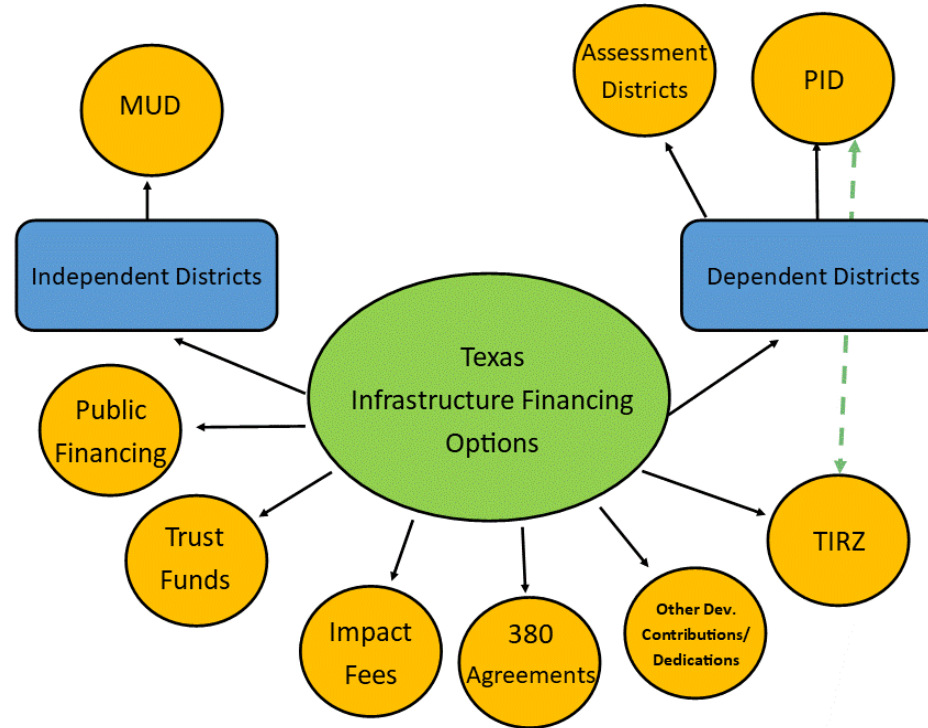 MUD
Assessment
Districts
PID
Independent Districts
Dependent Districts
Texas
Infrastructure Financing
Options
Public
Financing
Trust
Funds
Impact
Fees
380
Agreements
Other Dev.
Contributions/
Dedications
TIRZ